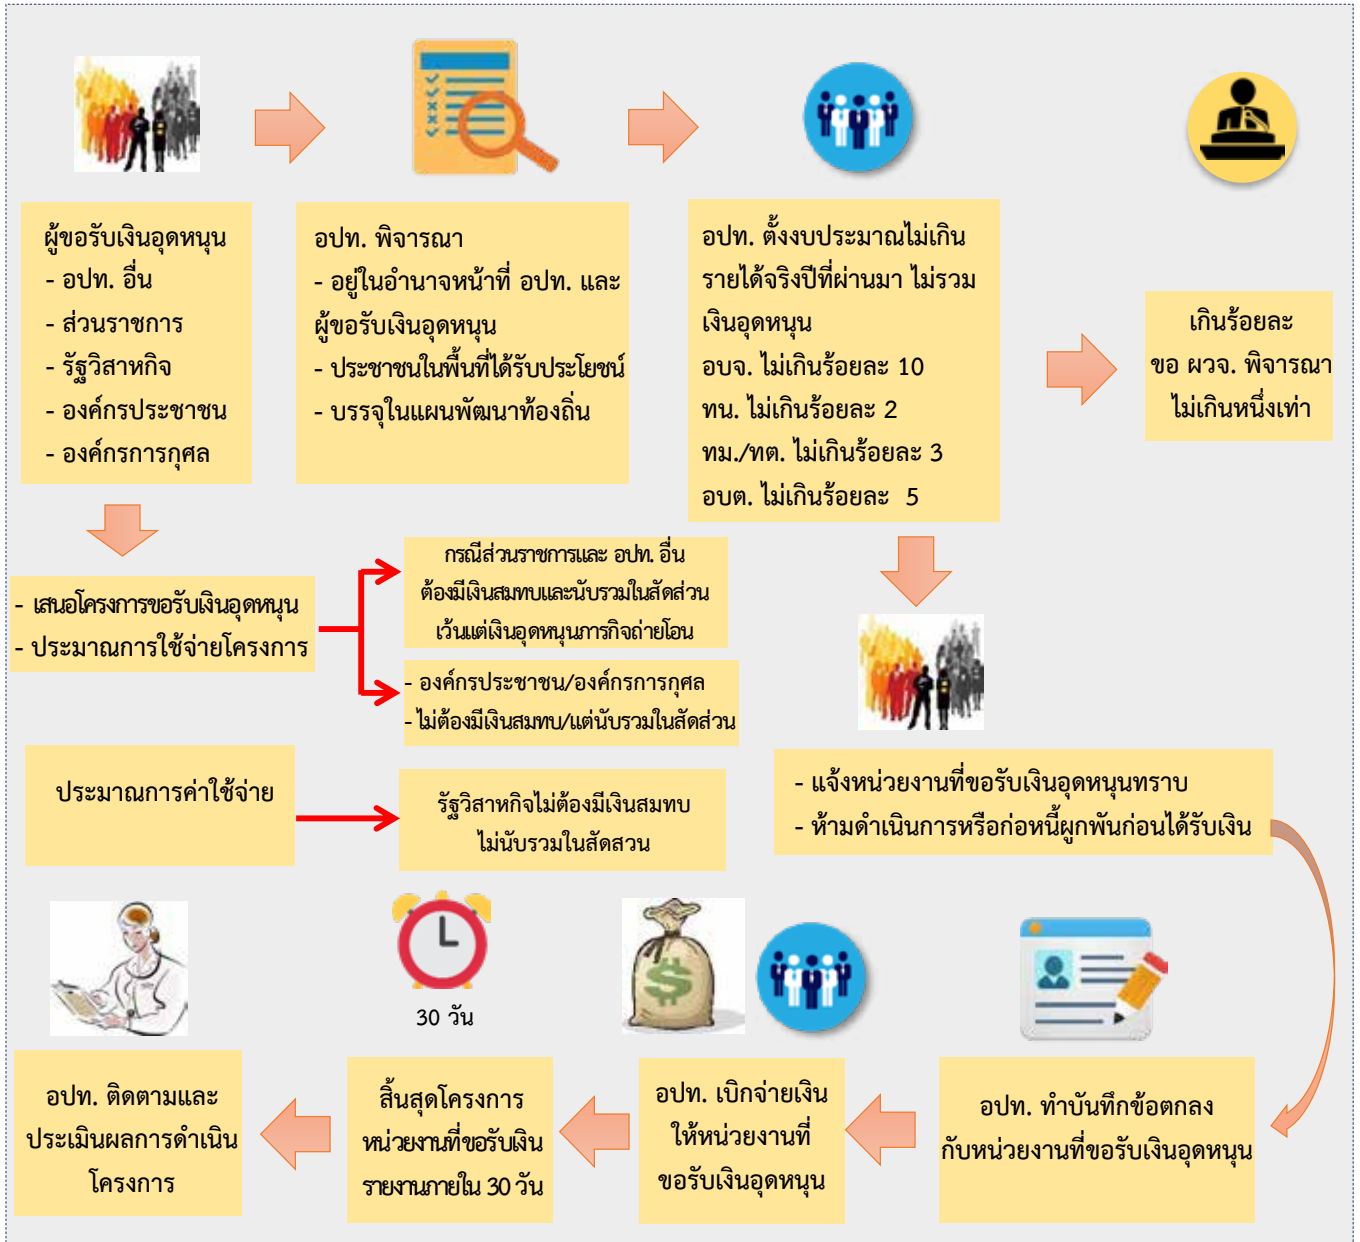 ผู้ขอรับเงินอุดหนุน
- อปท. อื่น
- ส่วนราชการ
- รัฐวิสาหกิจ
- องค์กรประชาชน
- องค์กรการกุศล
อปท. พิจารณา
- อยู่ในอำนาจหน้าที่ อปท. และ
ผู้ขอรับเงินอุดหนุน
- ประชาชนในพื้นที่ได้รับประโยชน์
- บรรจุในแผนพัฒนาท้องถิ่น
อปท. ตั้งงบประมาณไม่เกิน
รายได้จริงปีที่ผ่านมา ไม่รวม
เงินอุดหนุน
อบจ. ไม่เกินร้อยละ 10
ทน. ไม่เกินร้อยละ 2
ทม./ทต. ไม่เกินร้อยละ 3
อบต. ไม่เกินร้อยละ 5
เกินร้อยละ
ขอ ผวจ. พิจารณา
ไม่เกินหนึ่งเท่า
- เสนอโครงการขอรับเงินอุดหนุน
- ประมาณการใช้จ่ายโครงการ
กรณีส่วนราชการและ อปท. อื่น
ต้องมีเงินสมทบและนับรวมในสัดส่วน
เว้นแต่เงินอุดหนุนภารกิจถ่ายโอน
- องค์กรประชาชน/องค์กรการกุศล
- ไม่ต้องมีเงินสมทบ/แต่นับรวมในสัดส่วน
ประมาณการค่าใช้จ่าย
รัฐวิสาหกิจไม่ต้องมีเงินสมทบ
ไม่นับรวมในสัดสวน
- แจ้งหน่วยงานที่ขอรับเงินอุดหนุนทราบ
- ห้ามดำเนินการหรือก่อหนี้ผูกพันก่อนได้รับเงิน
อปท. ทำบันทึกข้อตกลง
กับหน่วยงานที่ขอรับเงินอุดหนุน
อปท. เบิกจ่ายเงิน
ให้หน่วยงานที่
ขอรับเงินอุดหนุน
30 วัน
สิ้นสุดโครงการ
หน่วยงานที่ขอรับเงิน
รายงานภายใน 30 วัน
อปท. ติดตามและ
ประเมินผลการดำเนิน
โครงการ